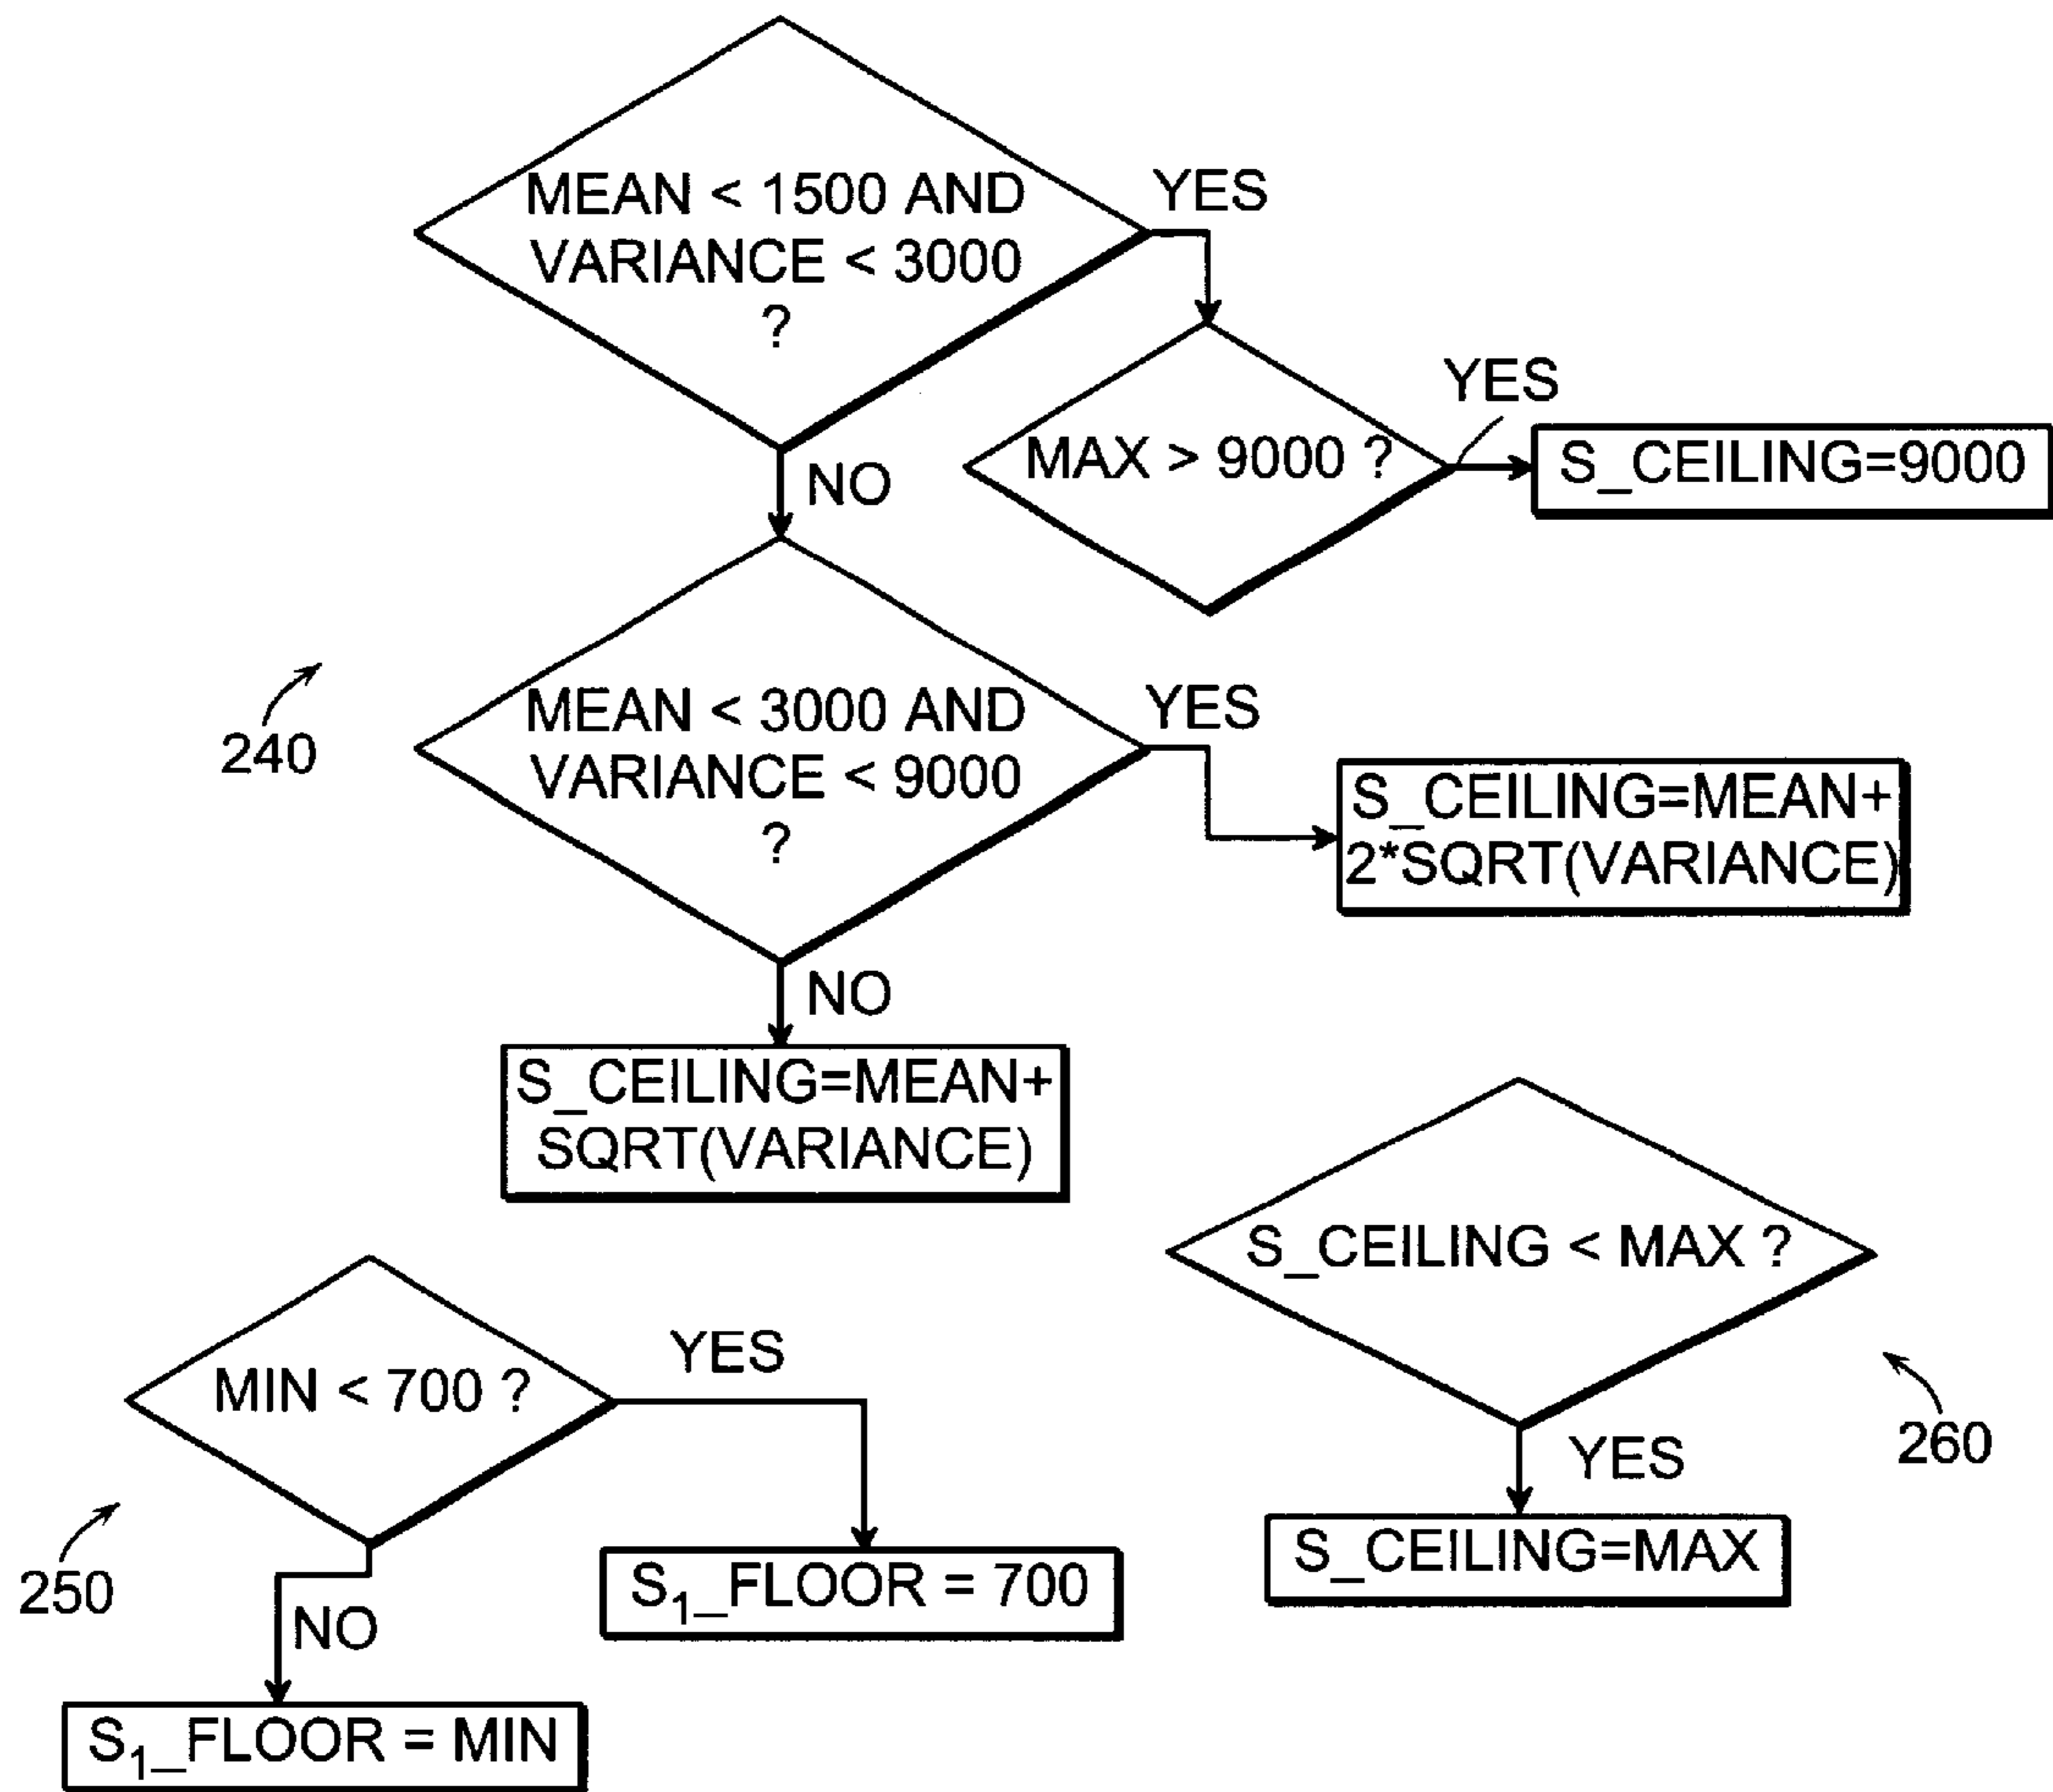 MEAN < 1500 AND
VARIANCE < 3000
?
YES
MAX > 9000 ?
YES
S_CEILING=9000
NO
240
MEAN < 3000 AND
VARIANCE < 9000
?
YES
S_CEILING=MEAN+
2*SQRT(VARIANCE)
NO
S_CEILING=MEAN+
SQRT(VARIANCE)
S_CEILING < MAX ?
260
YES
S_CEILING=MAX
MIN < 700 ?
YES
250
S₁_FLOOR = 700
NO
S₁_FLOOR = MIN